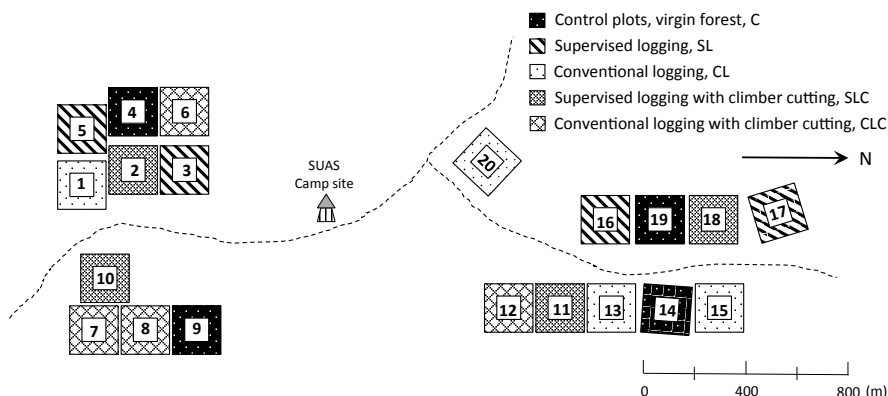 Control plots, virgin forest, C
Supervised logging, SL
Conventional logging, CL
Supervised logging with climber cutting, SLC
Conventional logging with climber cutting, CLC
4
6
5
2
3
1
SUAS
Camp site
20
N
16
19
18
17
10
7
8
9
12
11
13
14
15
0
400
800 (m)